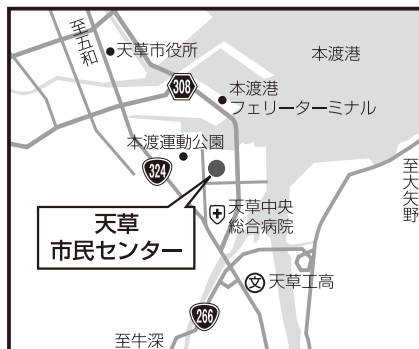 至五和
天草市役所
本渡港
308
本渡港
フェリーターミナル
本渡運動公園
324
至大矢野
天草
市民センター
天草中央
総合病院
文
天草工高
266
至牛深